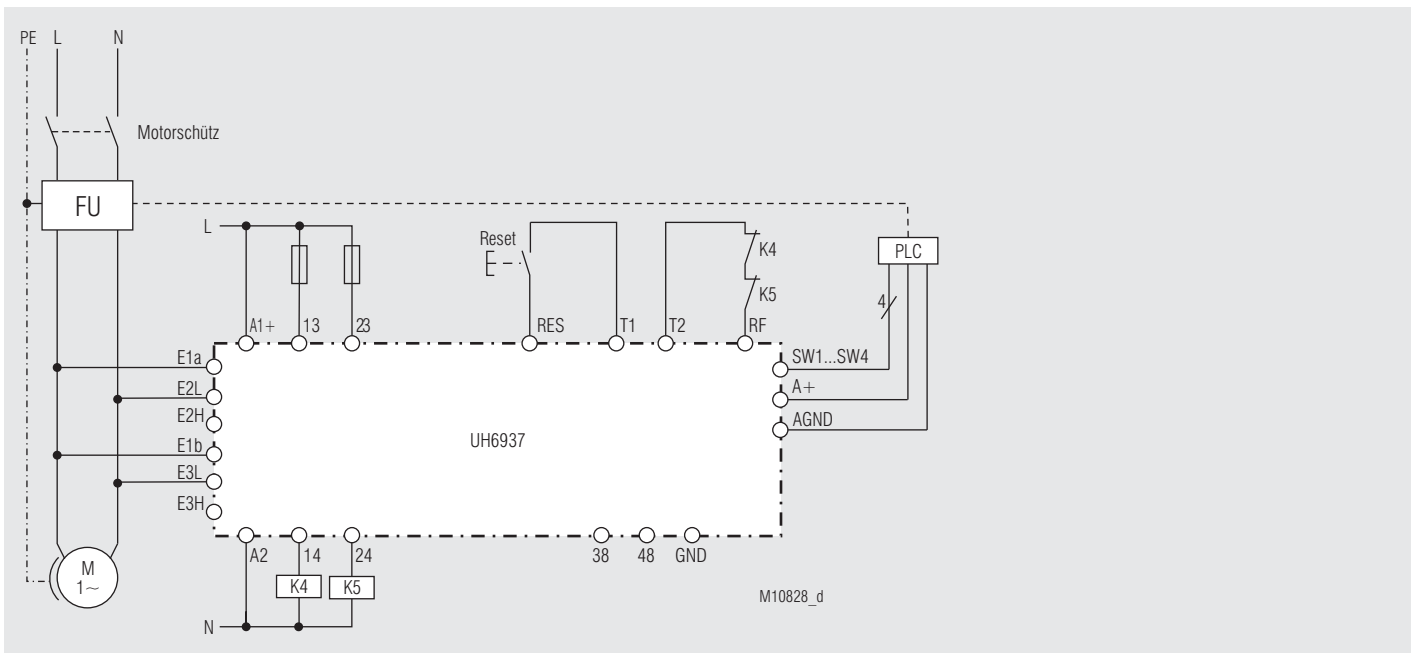 PE L N
Motorschütz
FU
L
Reset
K4
K5
PLC
4
A1+ 13 23 RES T1 T2 RF
SW1...SW4
A+
AGND
E1a
E2L
E2H
E1b
E3L
E3H
UH6937
A2 14 24 38 48 GND
K4 K5
M
1~
N
M10828_d